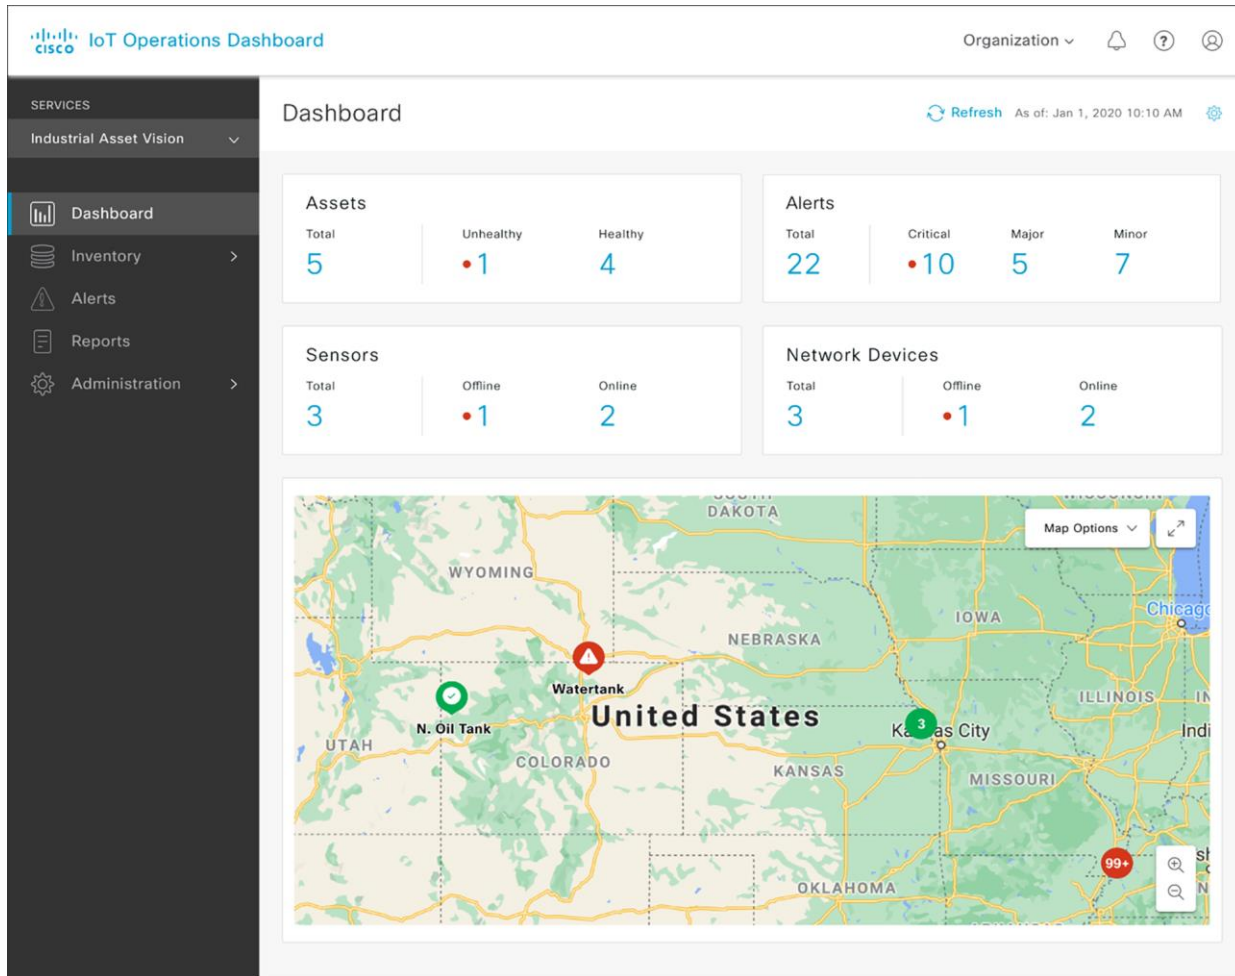 CISCO IoT Operations Dashboard
Organization
?
SERVICES
Industrial Asset Vision
Dashboard
Inventory
Alerts
Reports
Administration
Dashboard
Refresh As of: Jan 1, 2020 10:10 AM
Assets
Total Unhealthy Healthy
5 1 4
Alerts
Total Critical Major Minor
22 10 5 7
Sensors
Total Offline Online
3 1 2
Network Devices
Total Offline Online
3 1 2
DAKOTA
Map Options
WYOMING
IOWA
Chicago
NEBRASKA
Watertank
ILLINOIS
United States
N. Oil Tank
3
City
UTAH
COLORADO
KANSAS
MISSOURI
99+
OKLAHOMA